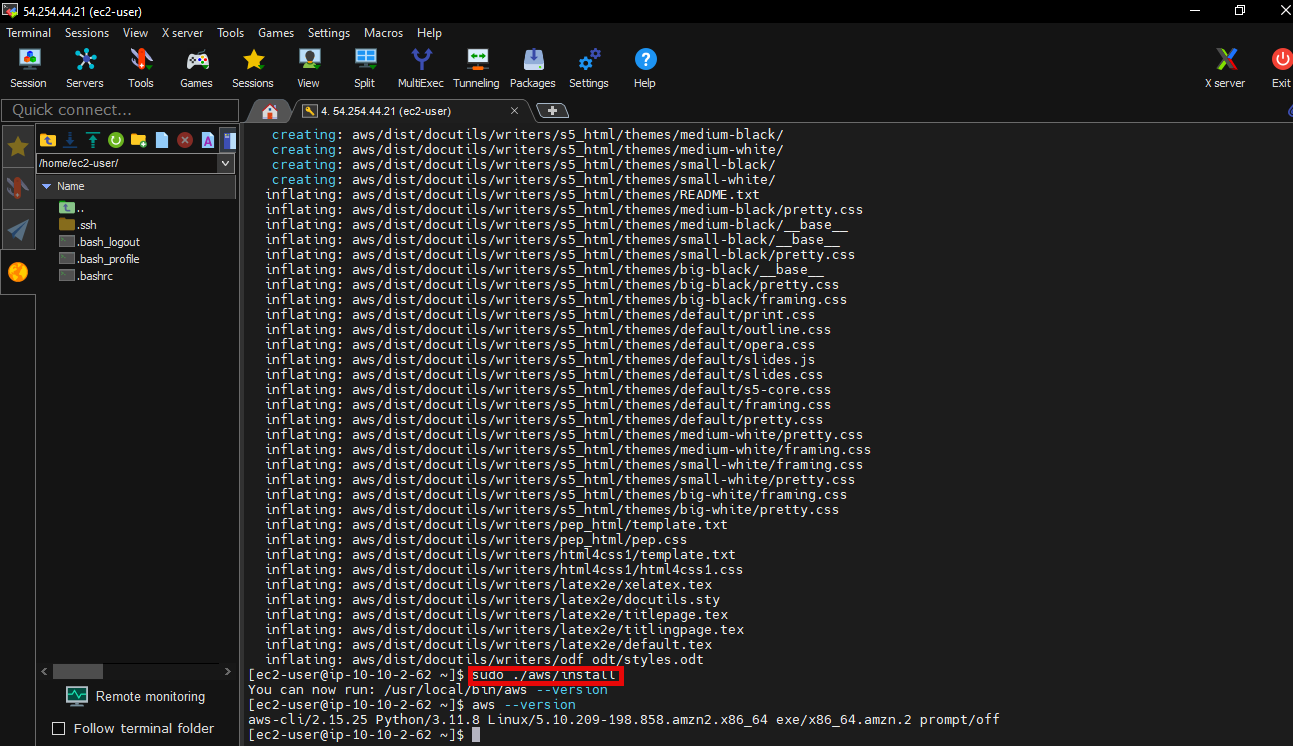 54.254.44.21 (ec2-user)
Terminal Sessions View X server Tools Games Settings Macros Help
Session Servers Tools Games Sessions View Split MultiExec Tunneling Packages Settings Help X server Exit
Quick connect...
4. 54.254.44.21 (ec2-user)
/home/ec2-user/
Name
..
.ssh
.bash_logout
.bash_profile
.bashrc
Remote monitoring
Follow terminal folder
creating: aws/dist/docutils/writers/s5_html/themes/medium-black/
creating: aws/dist/docutils/writers/s5_html/themes/medium-white/
creating: aws/dist/docutils/writers/s5_html/themes/small-black/
creating: aws/dist/docutils/writers/s5_html/themes/small-white/
inflating: aws/dist/docutils/writers/s5_html/themes/README.txt
inflating: aws/dist/docutils/writers/s5_html/themes/medium-black/pretty.css
inflating: aws/dist/docutils/writers/s5_html/themes/medium-black/__base__
inflating: aws/dist/docutils/writers/s5_html/themes/small-black/__base__
inflating: aws/dist/docutils/writers/s5_html/themes/small-black/pretty.css
inflating: aws/dist/docutils/writers/s5_html/themes/big-black/__base__
inflating: aws/dist/docutils/writers/s5_html/themes/big-black/pretty.css
inflating: aws/dist/docutils/writers/s5_html/themes/big-black/framing.css
inflating: aws/dist/docutils/writers/s5_html/themes/default/print.css
inflating: aws/dist/docutils/writers/s5_html/themes/default/outline.css
inflating: aws/dist/docutils/writers/s5_html/themes/default/opera.css
inflating: aws/dist/docutils/writers/s5_html/themes/default/slides.js
inflating: aws/dist/docutils/writers/s5_html/themes/default/slides.css
inflating: aws/dist/docutils/writers/s5_html/themes/default/s5-core.css
inflating: aws/dist/docutils/writers/s5_html/themes/default/framing.css
inflating: aws/dist/docutils/writers/s5_html/themes/default/pretty.css
inflating: aws/dist/docutils/writers/s5_html/themes/medium-white/pretty.css
inflating: aws/dist/docutils/writers/s5_html/themes/medium-white/framing.css
inflating: aws/dist/docutils/writers/s5_html/themes/small-white/framing.css
inflating: aws/dist/docutils/writers/s5_html/themes/small-white/pretty.css
inflating: aws/dist/docutils/writers/s5_html/themes/big-white/framing.css
inflating: aws/dist/docutils/writers/s5_html/themes/big-white/pretty.css
inflating: aws/dist/docutils/writers/pep_html/template.txt
inflating: aws/dist/docutils/writers/pep_html/pep.css
inflating: aws/dist/docutils/writers/html4css1/template.txt
inflating: aws/dist/docutils/writers/html4css1/html4css1.css
inflating: aws/dist/docutils/writers/latex2e/xelatex.tex
inflating: aws/dist/docutils/writers/latex2e/docutils.sty
inflating: aws/dist/docutils/writers/latex2e/titlepage.tex
inflating: aws/dist/docutils/writers/latex2e/titlingpage.tex
inflating: aws/dist/docutils/writers/latex2e/default.tex
inflating: aws/dist/docutils/writers/odf_odt/styles.odt
[ec2-user@ip-10-10-2-62 ~]$ sudo ./aws/install
You can now run: /usr/local/bin/aws --version
[ec2-user@ip-10-10-2-62 ~]$ aws --version
aws-cli/2.15.25 Python/3.11.8 Linux/5.10.209-198.858.amzn2.x86_64 exe/x86_64.amzn.2 prompt/off
[ec2-user@ip-10-10-2-62 ~]$